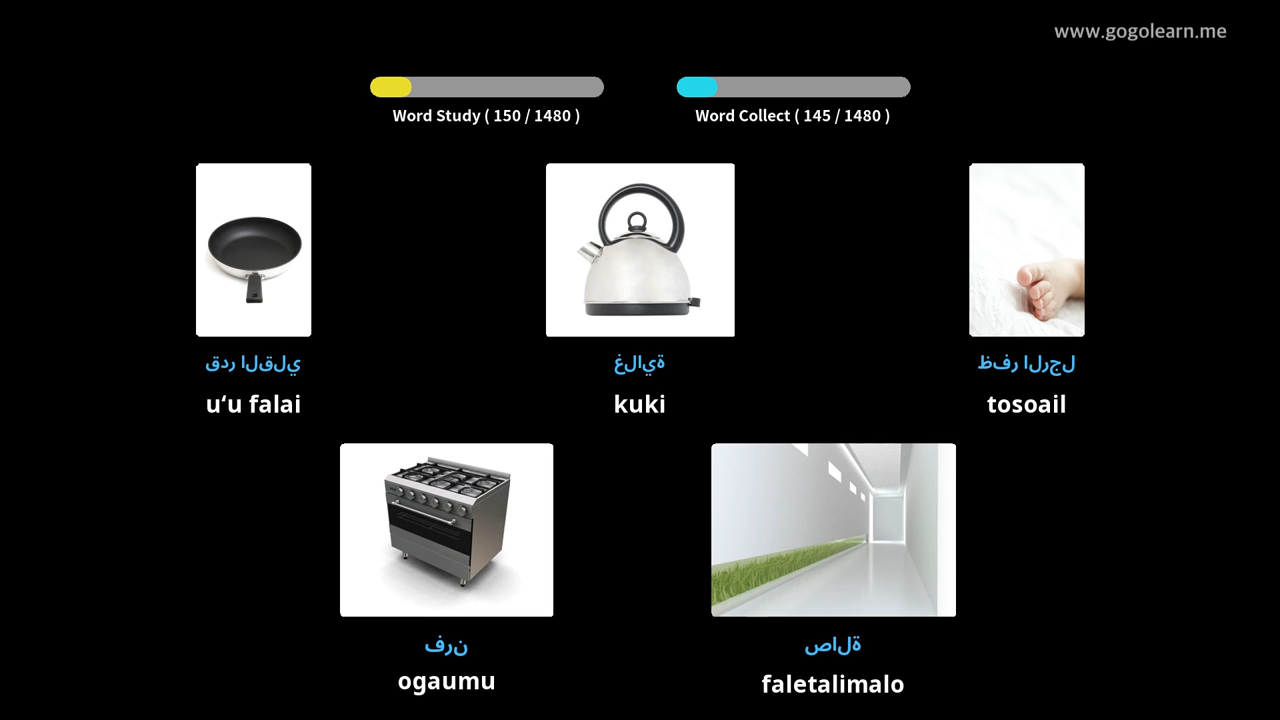 www.gogolearn.me
Word Study ( 150 / 1480 )
Word Collect ( 145 / 1480 )
قدر القلي
غلاية
ظفر الرجل
uʻu falai
kuki
tosoail
فرن
صالة
ogaumu
faletalimalo